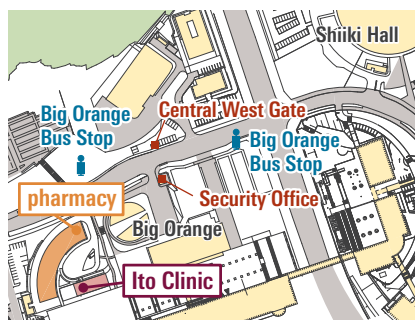 Shiiki Hall
Central West Gate
Big Orange
Bus Stop
Big Orange
Bus Stop
pharmacy
Security Office
Big Orange
Ito Clinic